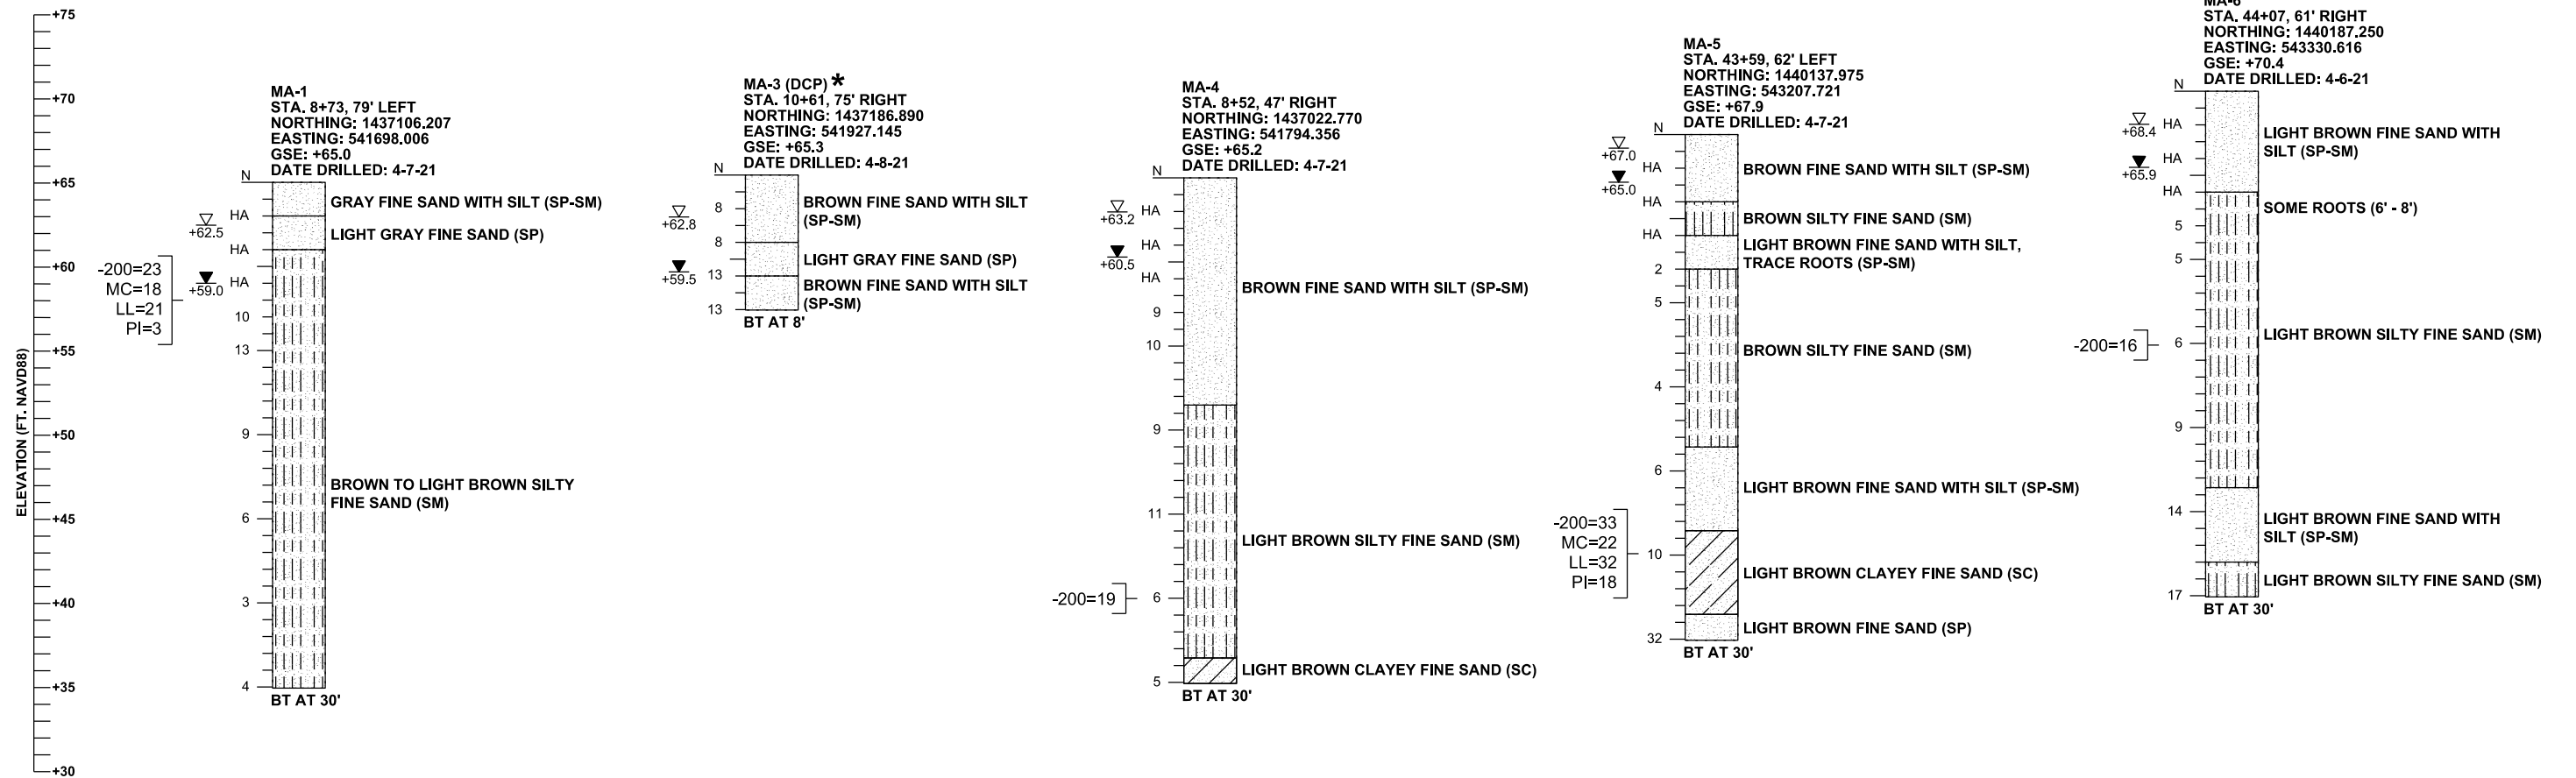 +75
+70
+65
+60
+55
+50
+45
+40
+35
+30
ELEVATION (FT. NAVD88)
MA-1
STA. 8+73, 79' LEFT
NORTHING: 1437106.207
EASTING: 541698.006
GSE: +65.0
DATE DRILLED: 4-7-21
N
HA
HA
HA
10
13
9
6
3
4
+62.5
+59.0
-200=23
MC=18
LL=21
PI=3
GRAY FINE SAND WITH SILT (SP-SM)
LIGHT GRAY FINE SAND (SP)
BROWN TO LIGHT BROWN SILTY
FINE SAND (SM)
BT AT 30'
MA-3 (DCP) *
STA. 10+61, 75' RIGHT
NORTHING: 1437186.890
EASTING: 541927.145
GSE: +65.3
DATE DRILLED: 4-8-21
N
8
8
13
13
+62.8
+59.5
BROWN FINE SAND WITH SILT
(SP-SM)
LIGHT GRAY FINE SAND (SP)
BROWN FINE SAND WITH SILT
(SP-SM)
BT AT 8'
MA-4
STA. 8+52, 47' RIGHT
NORTHING: 1437022.770
EASTING: 541794.356
GSE: +65.2
DATE DRILLED: 4-7-21
N
HA
HA
HA
9
10
9
11
6
5
+63.2
+60.5
-200=19
BROWN FINE SAND WITH SILT (SP-SM)
LIGHT BROWN SILTY FINE SAND (SM)
LIGHT BROWN CLAYEY FINE SAND (SC)
BT AT 30'
MA-5
STA. 43+59, 62' LEFT
NORTHING: 1440137.975
EASTING: 543207.721
GSE: +67.9
DATE DRILLED: 4-7-21
N
HA
HA
HA
2
5
4
6
10
32
+67.0
+65.0
-200=33
MC=22
LL=32
PI=18
BROWN FINE SAND WITH SILT (SP-SM)
BROWN SILTY FINE SAND (SM)
LIGHT BROWN FINE SAND WITH SILT,
TRACE ROOTS (SP-SM)
BROWN SILTY FINE SAND (SM)
LIGHT BROWN FINE SAND WITH SILT (SP-SM)
LIGHT BROWN CLAYEY FINE SAND (SC)
LIGHT BROWN FINE SAND (SP)
BT AT 30'
MA-6
STA. 44+07, 61' RIGHT
NORTHING: 1440187.250
EASTING: 543330.616
GSE: +70.4
DATE DRILLED: 4-6-21
N
HA
HA
HA
5
5
6
9
14
17
+68.4
+65.9
-200=16
LIGHT BROWN FINE SAND WITH
SILT (SP-SM)
SOME ROOTS (6' - 8')
LIGHT BROWN SILTY FINE SAND (SM)
LIGHT BROWN FINE SAND WITH
SILT (SP-SM)
LIGHT BROWN SILTY FINE SAND (SM)
BT AT 30'